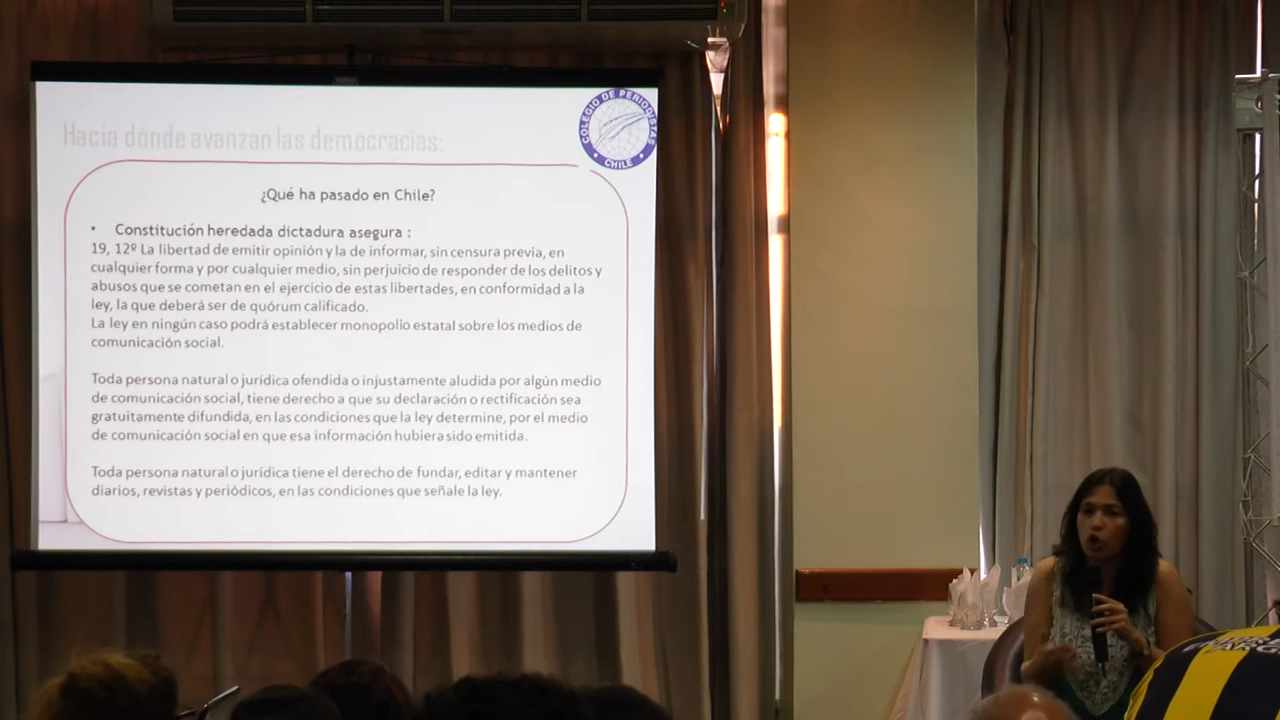 Hacia dónde avanzan las democracias:
COLEGIO DE PERIODISTAS
CHILE
¿Qué ha pasado en Chile?
• Constitución heredada dictadura asegura :
19, 12º La libertad de emitir opinión y la de informar, sin censura previa, en
cualquier forma y por cualquier medio, sin perjuicio de responder de los delitos y
abusos que se cometan en el ejercicio de estas libertades, en conformidad a la
ley, la que deberá ser de quórum calificado.
La ley en ningún caso podrá establecer monopolio estatal sobre los medios de
comunicación social.
Toda persona natural o jurídica ofendida o injustamente aludida por algún medio
de comunicación social, tiene derecho a que su declaración o rectificación sea
gratuitamente difundida, en las condiciones que la ley determine, por el medio
de comunicación social en que esa información hubiera sido emitida.
Toda persona natural o jurídica tiene el derecho de fundar, editar y mantener
diarios, revistas y periódicos, en las condiciones que señale la ley.